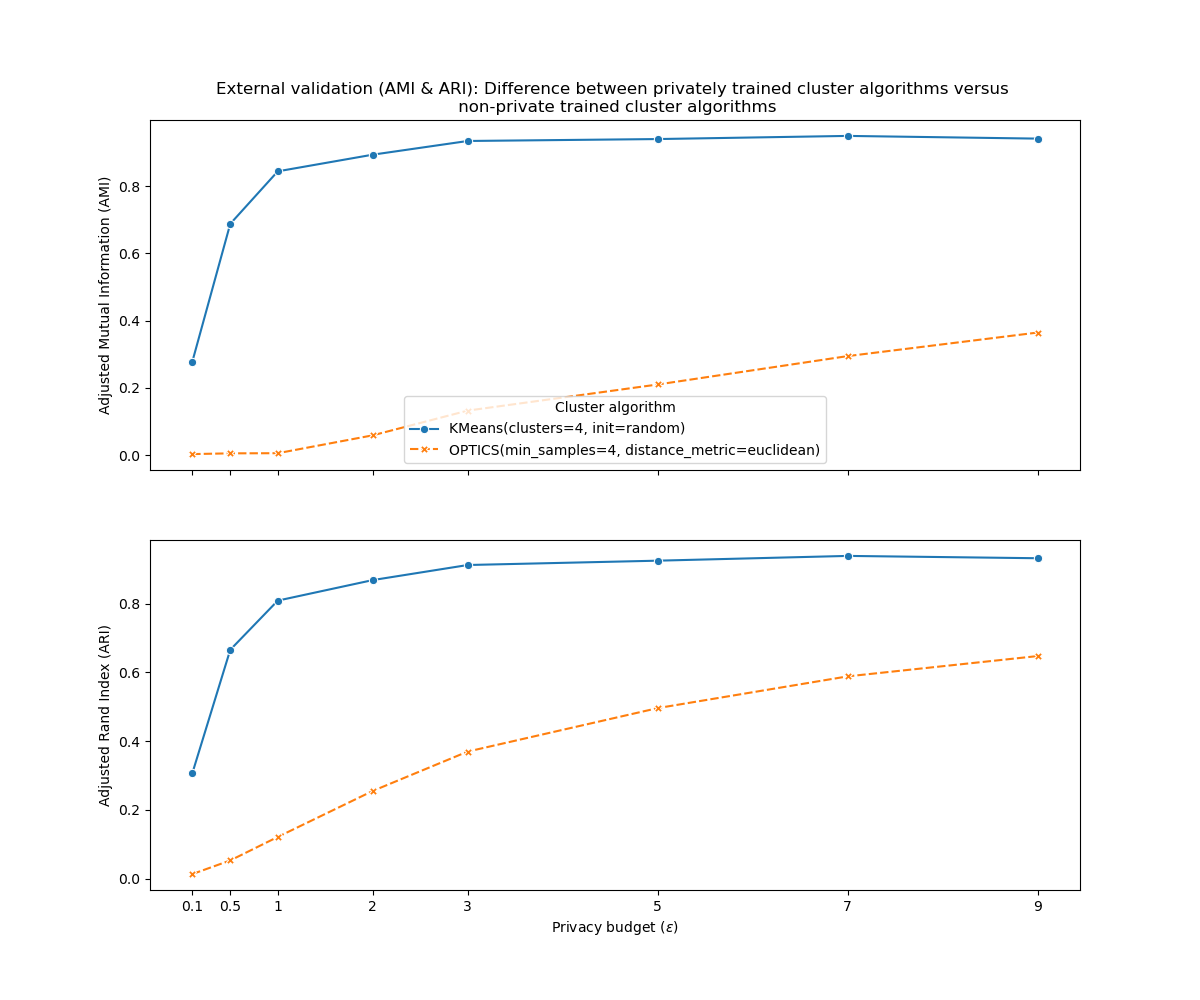 External validation (AMI & ARI): Difference between privately trained cluster algorithms versus
non-private trained cluster algorithms
Adjusted Mutual Information (AMI)
0.8
0.6
0.4
0.2
0.0
Cluster algorithm
KMeans(clusters=4, init=random)
OPTICS(min_samples=4, distance_metric=euclidean)
Adjusted Rand Index (ARI)
0.8
0.6
0.4
0.2
0.0
0.1 0.5 1 2 3 5 7 9
Privacy budget (ε)